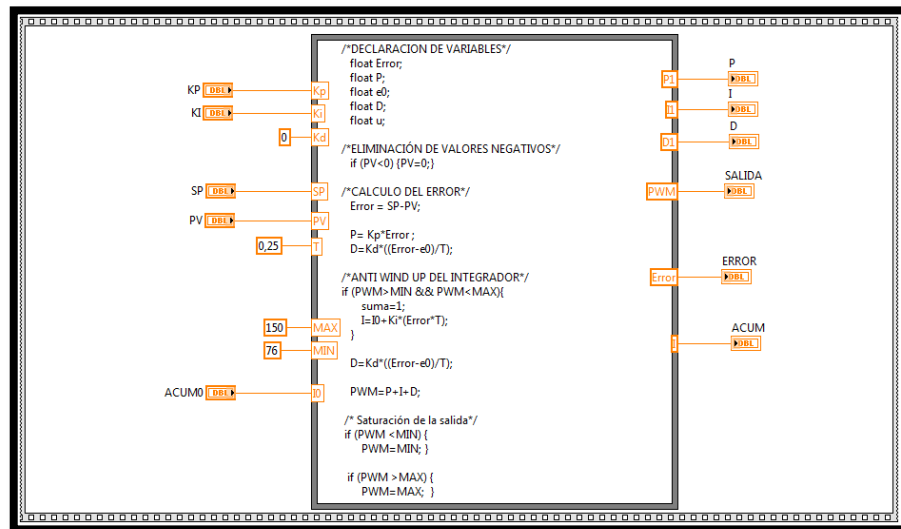 /*DECLARACION DE VARIABLES*/
float Error;
float P;
float e0;
float D;
float u;
/*ELIMINACIÓN DE VALORES NEGATIVOS*/
if (PV<0) {PV=0;}
/*CALCULO DEL ERROR*/
Error = SP-PV;
P= Kp*Error ;
D=Kd*((Error-e0)/T);
/*ANTI WIND UP DEL INTEGRADOR*/
if (PWM>MIN && PWM<MAX){
suma=1;
I=I0+Ki*(Error*T);
}
D=Kd*((Error-e0)/T);
PWM=P+I+D;
/* Saturación de la salida*/
if (PWM <MIN) {
PWM=MIN; }
if (PWM >MAX) {
PWM=MAX; }
KP DBL Kp
KI DBL Ki
0 Kd
SP DBL SP
PV DBL PV
0,25 T
150 MAX
76 MIN
ACUM0 DBL I0
P
P1 DBL
I
I1 DBL
D
D1 DBL
SALIDA
PWM DBL
ERROR
Error DBL
ACUM
I DBL